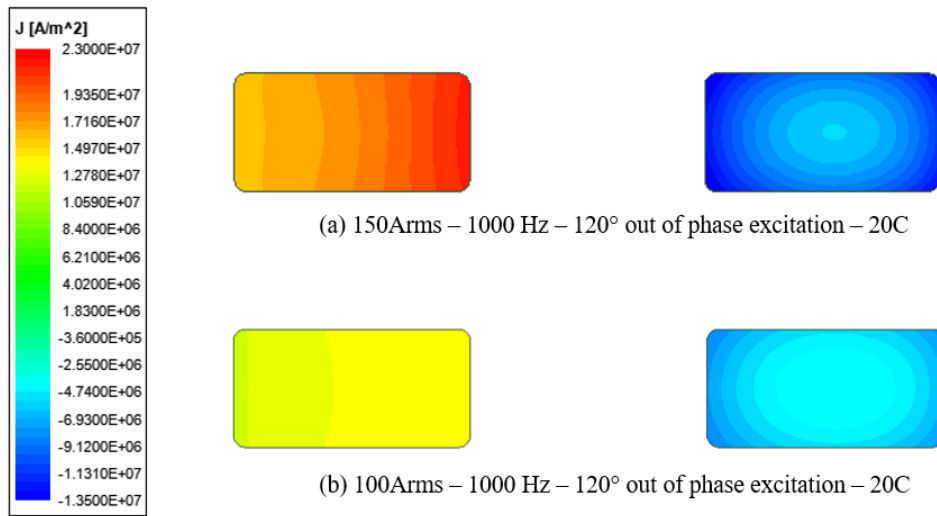 J [A/m^2]
2.3000E+07
1.9350E+07
1.7160E+07
1.4970E+07
1.2780E+07
1.0590E+07
8.4000E+06
6.2100E+06
4.0200E+06
1.8300E+06
-3.6000E+05
-2.5500E+06
-4.7400E+06
-6.9300E+06
-9.1200E+06
-1.1310E+07
-1.3500E+07
(a) 150Arms – 1000 Hz – 120° out of phase excitation – 20C
(b) 100Arms – 1000 Hz – 120° out of phase excitation – 20C